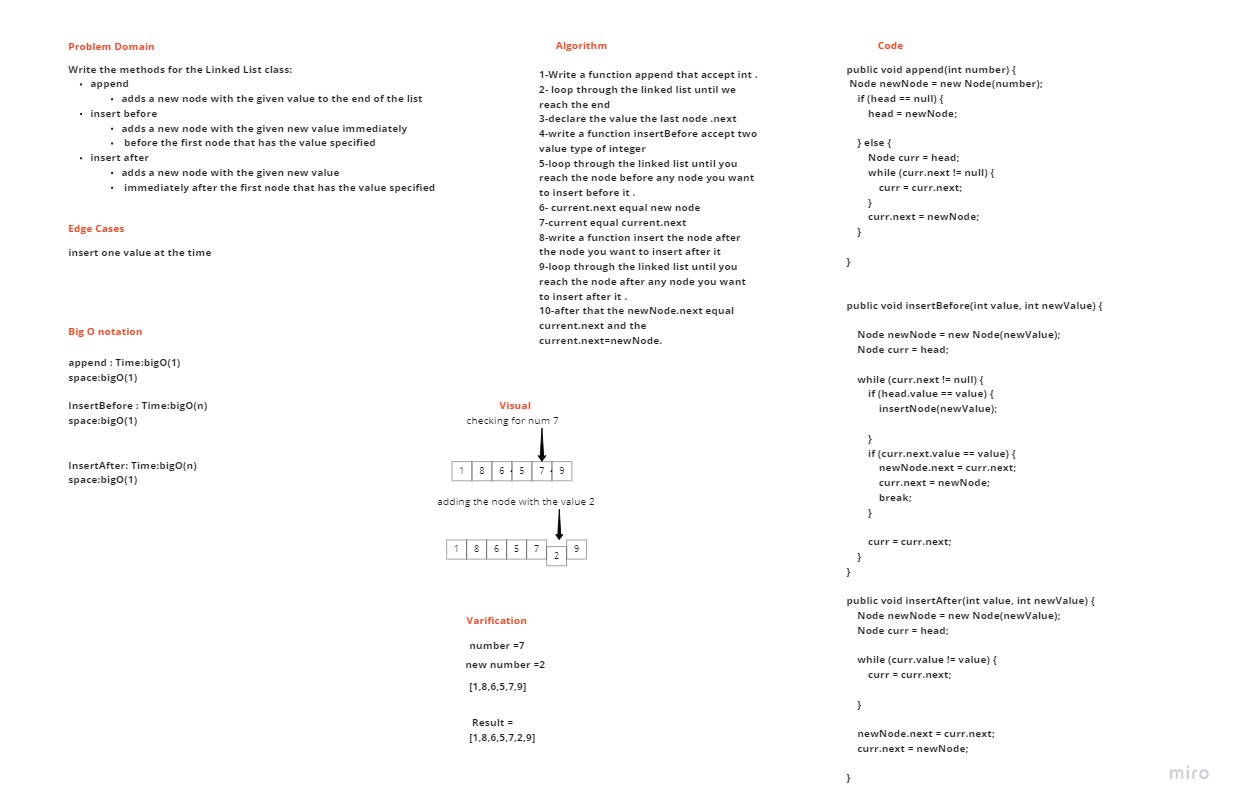 Problem Domain
Write the methods for the Linked List class:
• append
• adds a new node with the given value to the end of the list
• insert before
• adds a new node with the given new value immediately
• before the first node that has the value specified
• insert after
• adds a new node with the given new value
• immediately after the first node that has the value specified
Edge Cases
insert one value at the time
Big O notation
append : Time:bigO(1)
space:bigO(1)
InsertBefore : Time:bigO(n)
space:bigO(1)
InsertAfter: Time:bigO(n)
space:bigO(1)
Algorithm
1-Write a function append that accept int .
2- loop through the linked list until we
reach the end
3-declare the value the last node .next
4-write a function insertBefore accept two
value type of integer
5-loop through the linked list until you
reach the node before any node you want
to insert before it .
6- current.next equal new node
7-current equal current.next
8-write a function insert the node after
the node you want to insert after it
9-loop through the linked list until you
reach the node after any node you want
to insert after it .
10-after that the newNode.next equal
current.next and the
current.next=newNode.
Visual
checking for num 7
1 8 6 5 7 9
adding the node with the value 2
1 8 6 5 7 2 9
Varification
number =7
new number =2
[1,8,6,5,7,9]
Result =
[1,8,6,5,7,2,9]
Code
public void append(int number) {
Node newNode = new Node(number);
if (head == null) {
head = newNode;
} else {
Node curr = head;
while (curr.next != null) {
curr = curr.next;
}
curr.next = newNode;
}
}
public void insertBefore(int value, int newValue) {
Node newNode = new Node(newValue);
Node curr = head;
while (curr.next != null) {
if (head.value == value) {
insertNode(newValue);
}
if (curr.next.value == value) {
newNode.next = curr.next;
curr.next = newNode;
break;
}
curr = curr.next;
}
}
public void insertAfter(int value, int newValue) {
Node newNode = new Node(newValue);
Node curr = head;
while (curr.value != value) {
curr = curr.next;
}
newNode.next = curr.next;
curr.next = newNode;
}
miro